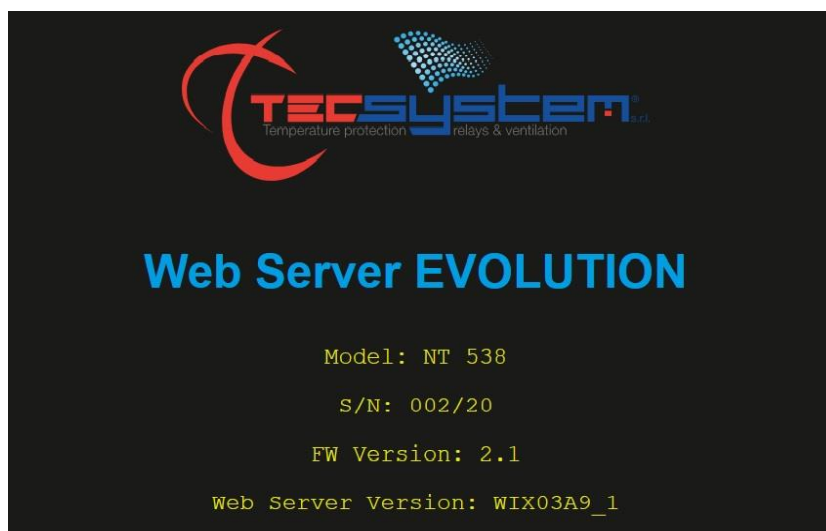 TECSYSTEM® s.r.l.
Temperature protection relays & ventilation
Web Server EVOLUTION
Model: NT 538
S/N: 002/20
FW Version: 2.1
Web Server Version: WIX03A9_1